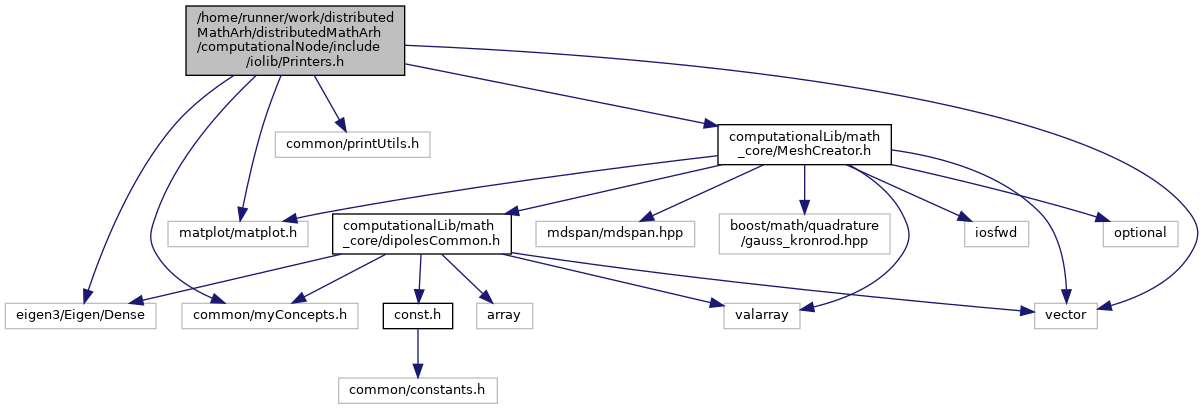 /home/runner/work/distributed
MathArh/distributedMathArh
/computationalNode/include
/iolib/Printers.h
common/printUtils.h
computationalLib/math
_core/MeshCreator.h
matplot/matplot.h
computationalLib/math
_core/dipolesCommon.h
mdspan/mdspan.hpp
boost/math/quadrature
/gauss_kronrod.hpp
iosfwd
optional
eigen3/Eigen/Dense
common/myConcepts.h
const.h
array
valarray
vector
common/constants.h